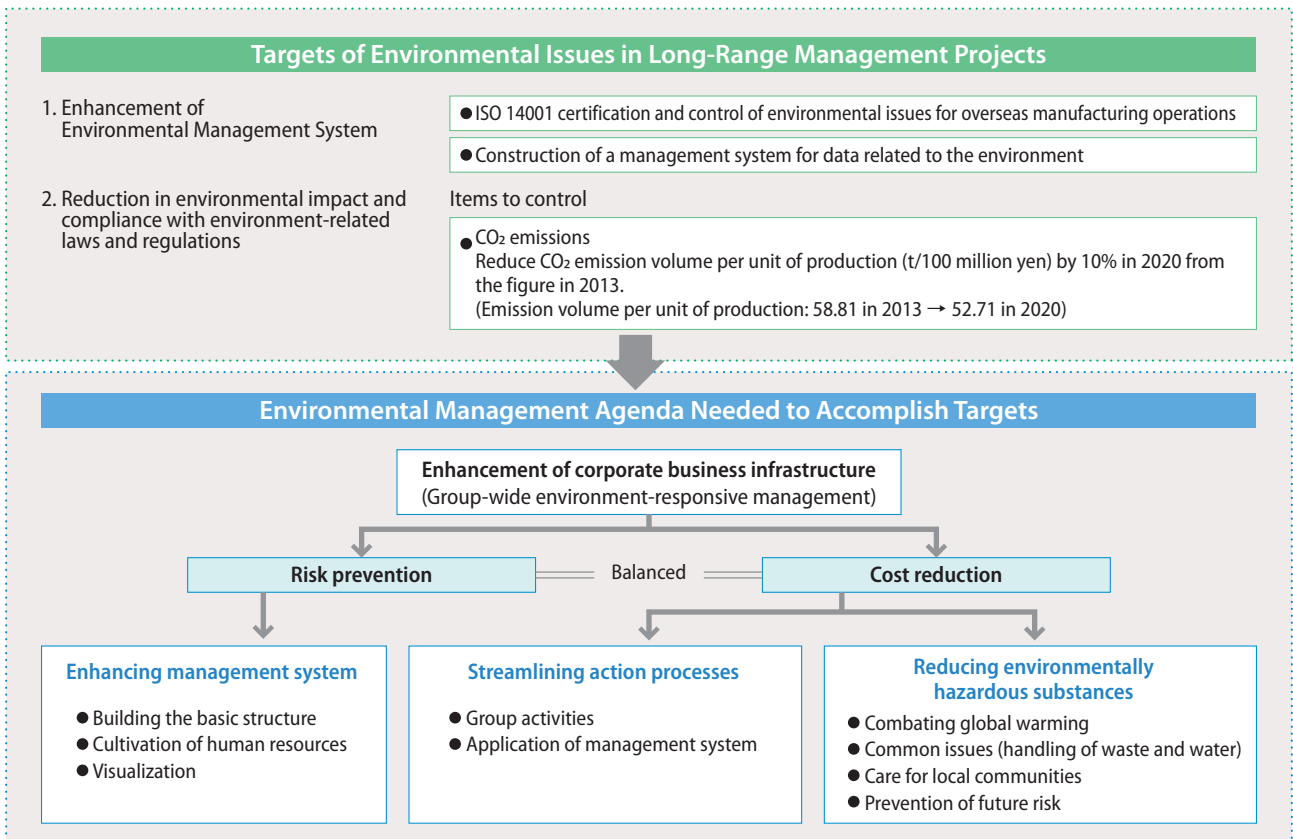 Targets of Environmental Issues in Long-Range Management Projects
1. Enhancement of
Environmental Management System
● ISO 14001 certification and control of environmental issues for overseas manufacturing operations
● Construction of a management system for data related to the environment
2. Reduction in environmental impact and
compliance with environment-related
laws and regulations
Items to control
● CO₂ emissions
Reduce CO₂ emission volume per unit of production (t/100 million yen) by 10% in 2020 from
the figure in 2013.
(Emission volume per unit of production: 58.81 in 2013 → 52.71 in 2020)
Environmental Management Agenda Needed to Accomplish Targets
Enhancement of corporate business infrastructure
(Group-wide environment-responsive management)
Risk prevention
Balanced
Cost reduction
Enhancing management system
● Building the basic structure
● Cultivation of human resources
● Visualization
Streamlining action processes
● Group activities
● Application of management system
Reducing environmentally
hazardous substances
● Combating global warming
● Common issues (handling of waste and water)
● Care for local communities
● Prevention of future risk